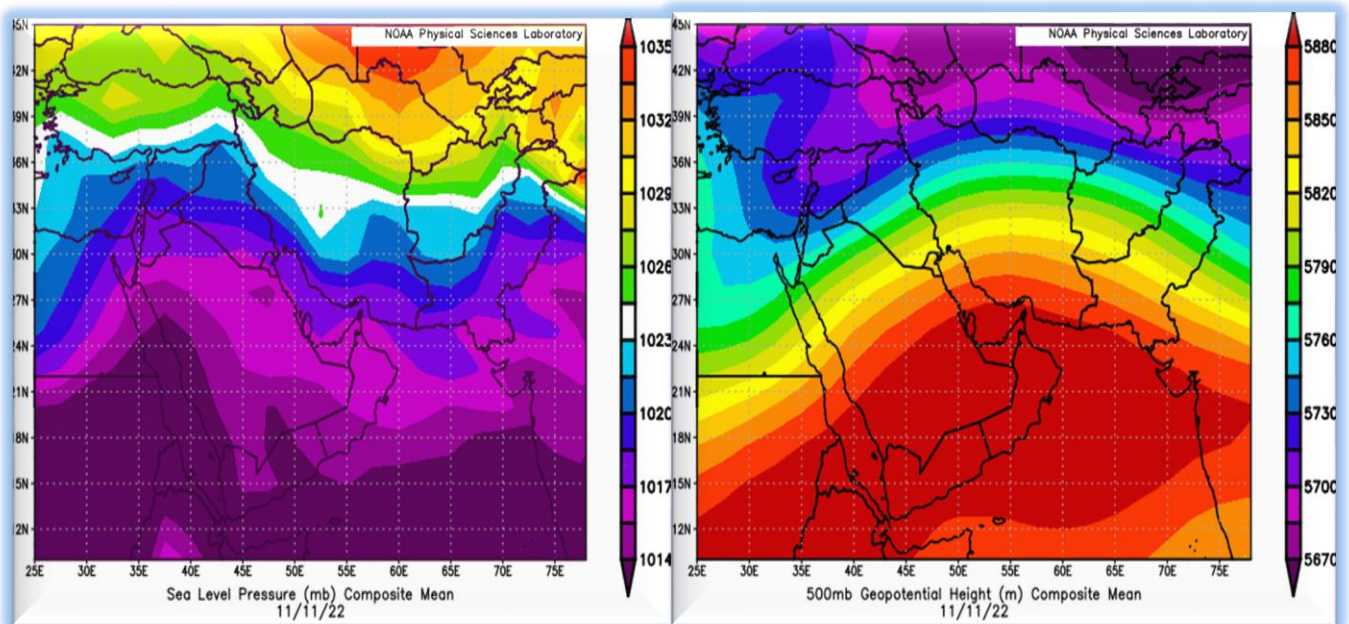 NOAA Physical Sciences Laboratory
45N
42N
39N
36N
33N
30N
27N
24N
21N
18N
15N
12N
25E 30E 35E 40E 45E 50E 55E 60E 65E 70E 75E
1035
1032
1029
1026
1023
1020
1017
1014
Sea Level Pressure (mb) Composite Mean
11/11/22
NOAA Physical Sciences Laboratory
45N
42N
39N
36N
33N
30N
27N
24N
21N
18N
15N
12N
25E 30E 35E 40E 45E 50E 55E 60E 65E 70E 75E
5880
5850
5820
5790
5760
5730
5700
5670
500mb Geopotential Height (m) Composite Mean
11/11/22